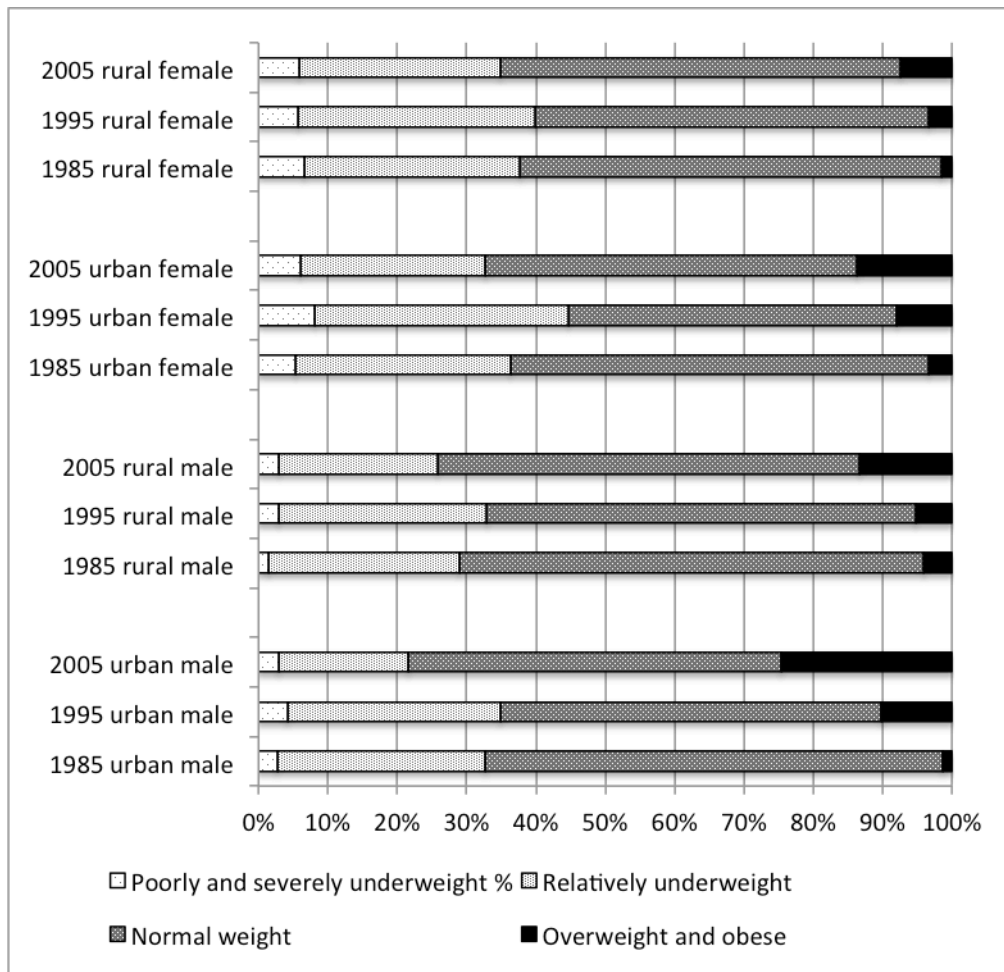 2005 rural female
1995 rural female
1985 rural female
2005 urban female
1995 urban female
1985 urban female
2005 rural male
1995 rural male
1985 rural male
2005 urban male
1995 urban male
1985 urban male
0% 10% 20% 30% 40% 50% 60% 70% 80% 90% 100%
Poorly and severely underweight % Relatively underweight
Normal weight Overweight and obese